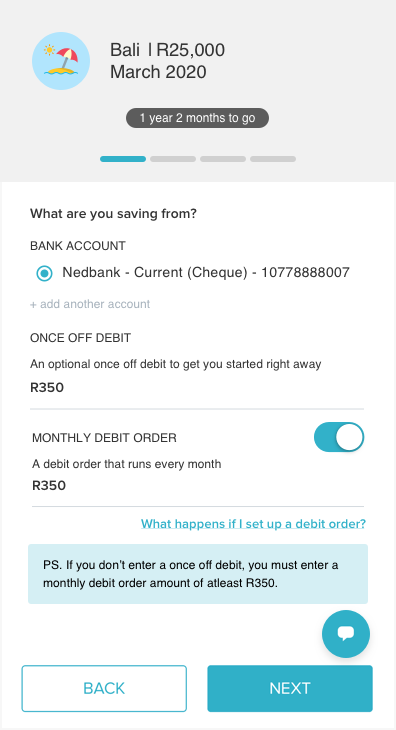 Bali | R25,000
March 2020
1 year 2 months to go
What are you saving from?
BANK ACCOUNT
Nedbank - Current (Cheque) - 10778888007
+ add another account
ONCE OFF DEBIT
An optional once off debit to get you started right away
R350
MONTHLY DEBIT ORDER
A debit order that runs every month
R350
What happens if I set up a debit order?
PS. If you don’t enter a once off debit, you must enter a
monthly debit order amount of atleast R350.
BACK
NEXT